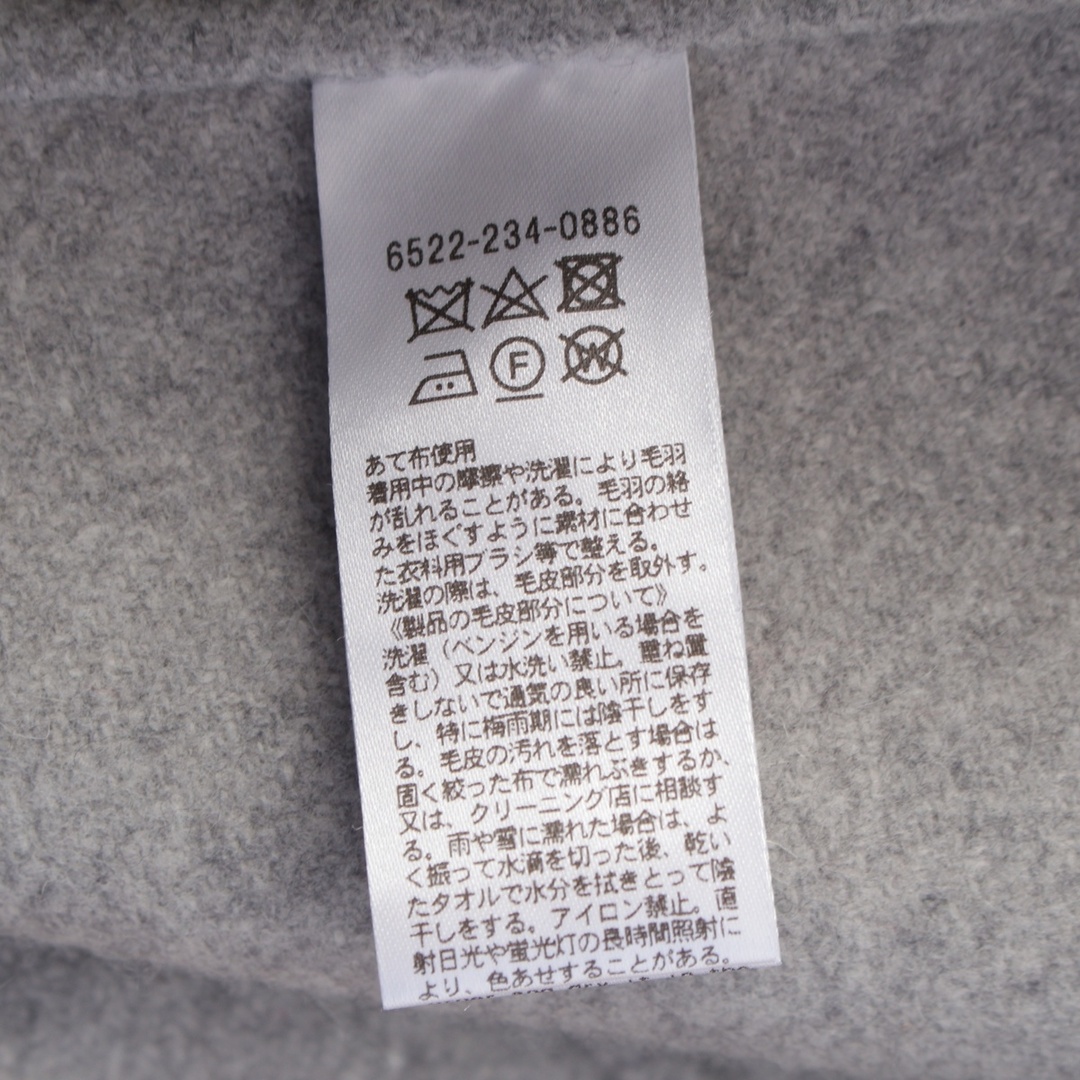 6522-234-0886
F
W
あて布使用
着用中の摩擦や洗濯により毛羽
が乱れることがある。毛羽の絡
みをほぐすように素材に合わせ
た衣料用ブラシ等で整える。
洗濯の際は、毛皮部分を取外す。
《製品の毛皮部分について》
洗濯（ベンジンを用いる場合を
含む）又は水洗い禁止。重ね置
きしないで通気の良い所に保存
し、特に梅雨期には陰干しをす
る。毛皮の汚れを落とす場合は
固く絞った布で濡れぶきするか、
又は、クリーニング店に相談す
る。雨や雪に濡れた場合は、よ
く振って水滴を切った後、乾い
たタオルで水分を拭きとって陰
干しをする。アイロン禁止。直
射日光や蛍光灯の長時間照射に
より、色あせすることがある。